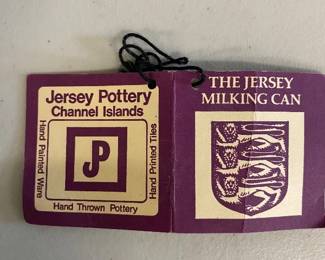 Jersey Pottery
Channel Islands
Hand Painted Ware
JP
Hand Printed Tiles
Hand Thrown Pottery
THE JERSEY
MILKING CAN